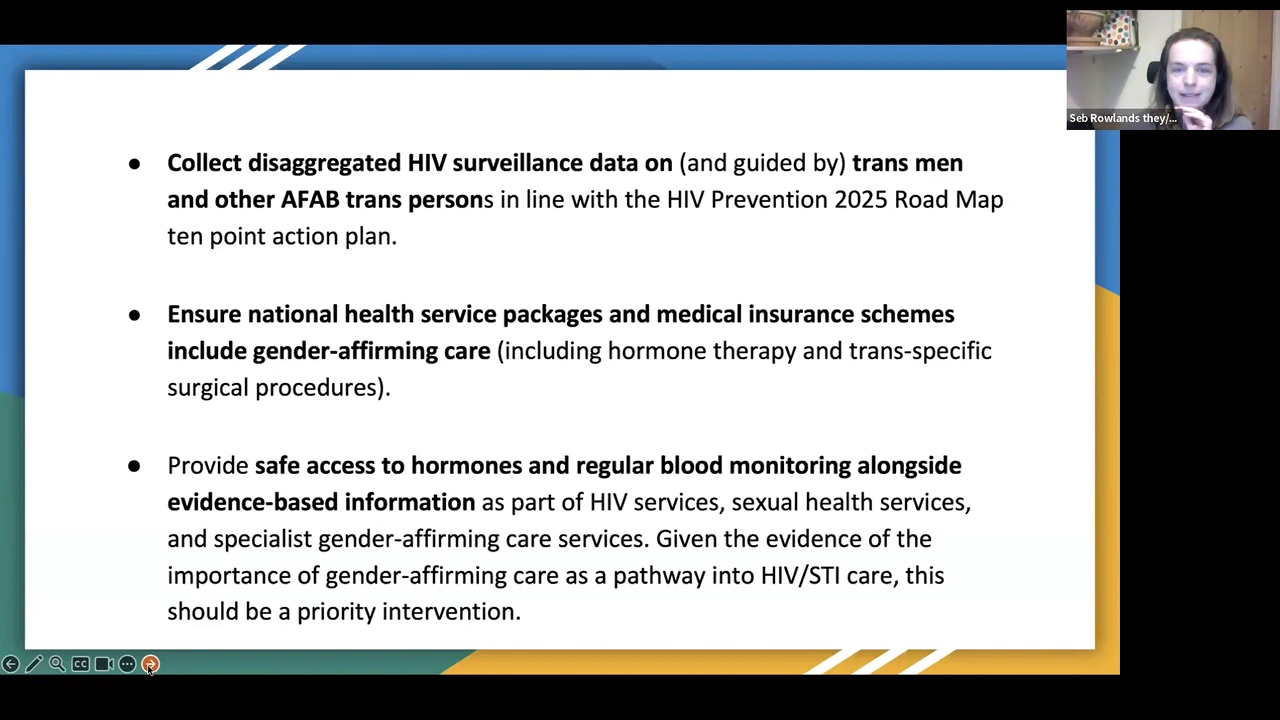 Seb Rowlands they/...
● Collect disaggregated HIV surveillance data on (and guided by) trans men
and other AFAB trans persons in line with the HIV Prevention 2025 Road Map
ten point action plan.
● Ensure national health service packages and medical insurance schemes
include gender-affirming care (including hormone therapy and trans-specific
surgical procedures).
● Provide safe access to hormones and regular blood monitoring alongside
evidence-based information as part of HIV services, sexual health services,
and specialist gender-affirming care services. Given the evidence of the
importance of gender-affirming care as a pathway into HIV/STI care, this
should be a priority intervention.
CC